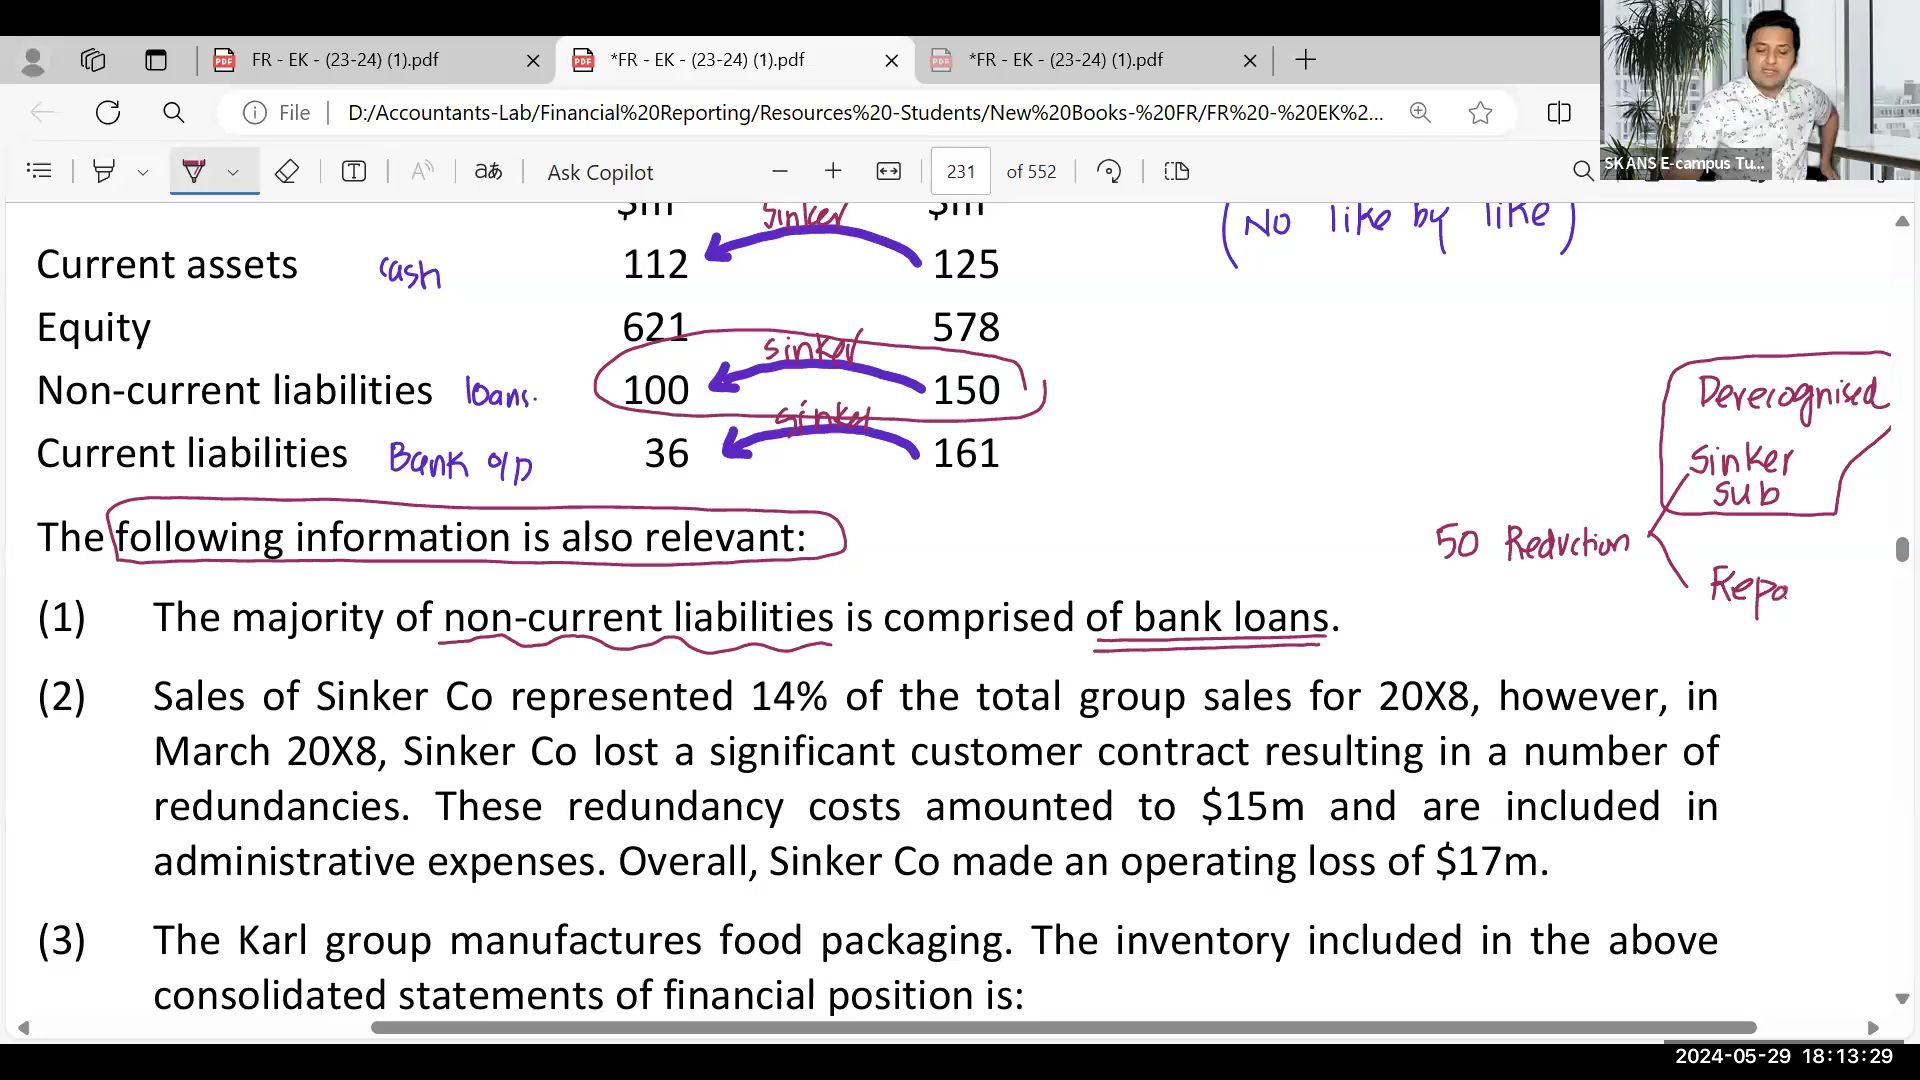 FR - EK - (23-24) (1).pdf
*FR - EK - (23-24) (1).pdf
*FR - EK - (23-24) (1).pdf
File
D:/Accountants-Lab/Financial%20Reporting/Resources%20-Students/New%20Books-%20FR/FR%20-%20EK%2...
SKANS E-campus Tu...
Ask Copilot
231 of 552
$m $m
sinker
(No like by like)
Current assets cash 112 125
Equity 621 578
sinker
Non-current liabilities loans. 100 150
sinker
Current liabilities Bank o/D 36 161
Derecognised
Sinker
sub
50 Reduction
Repa
The following information is also relevant:
(1) The majority of non-current liabilities is comprised of bank loans.
(2) Sales of Sinker Co represented 14% of the total group sales for 20X8, however, in
March 20X8, Sinker Co lost a significant customer contract resulting in a number of
redundancies. These redundancy costs amounted to $15m and are included in
administrative expenses. Overall, Sinker Co made an operating loss of $17m.
(3) The Karl group manufactures food packaging. The inventory included in the above
consolidated statements of financial position is:
2024-05-29 18:13:29